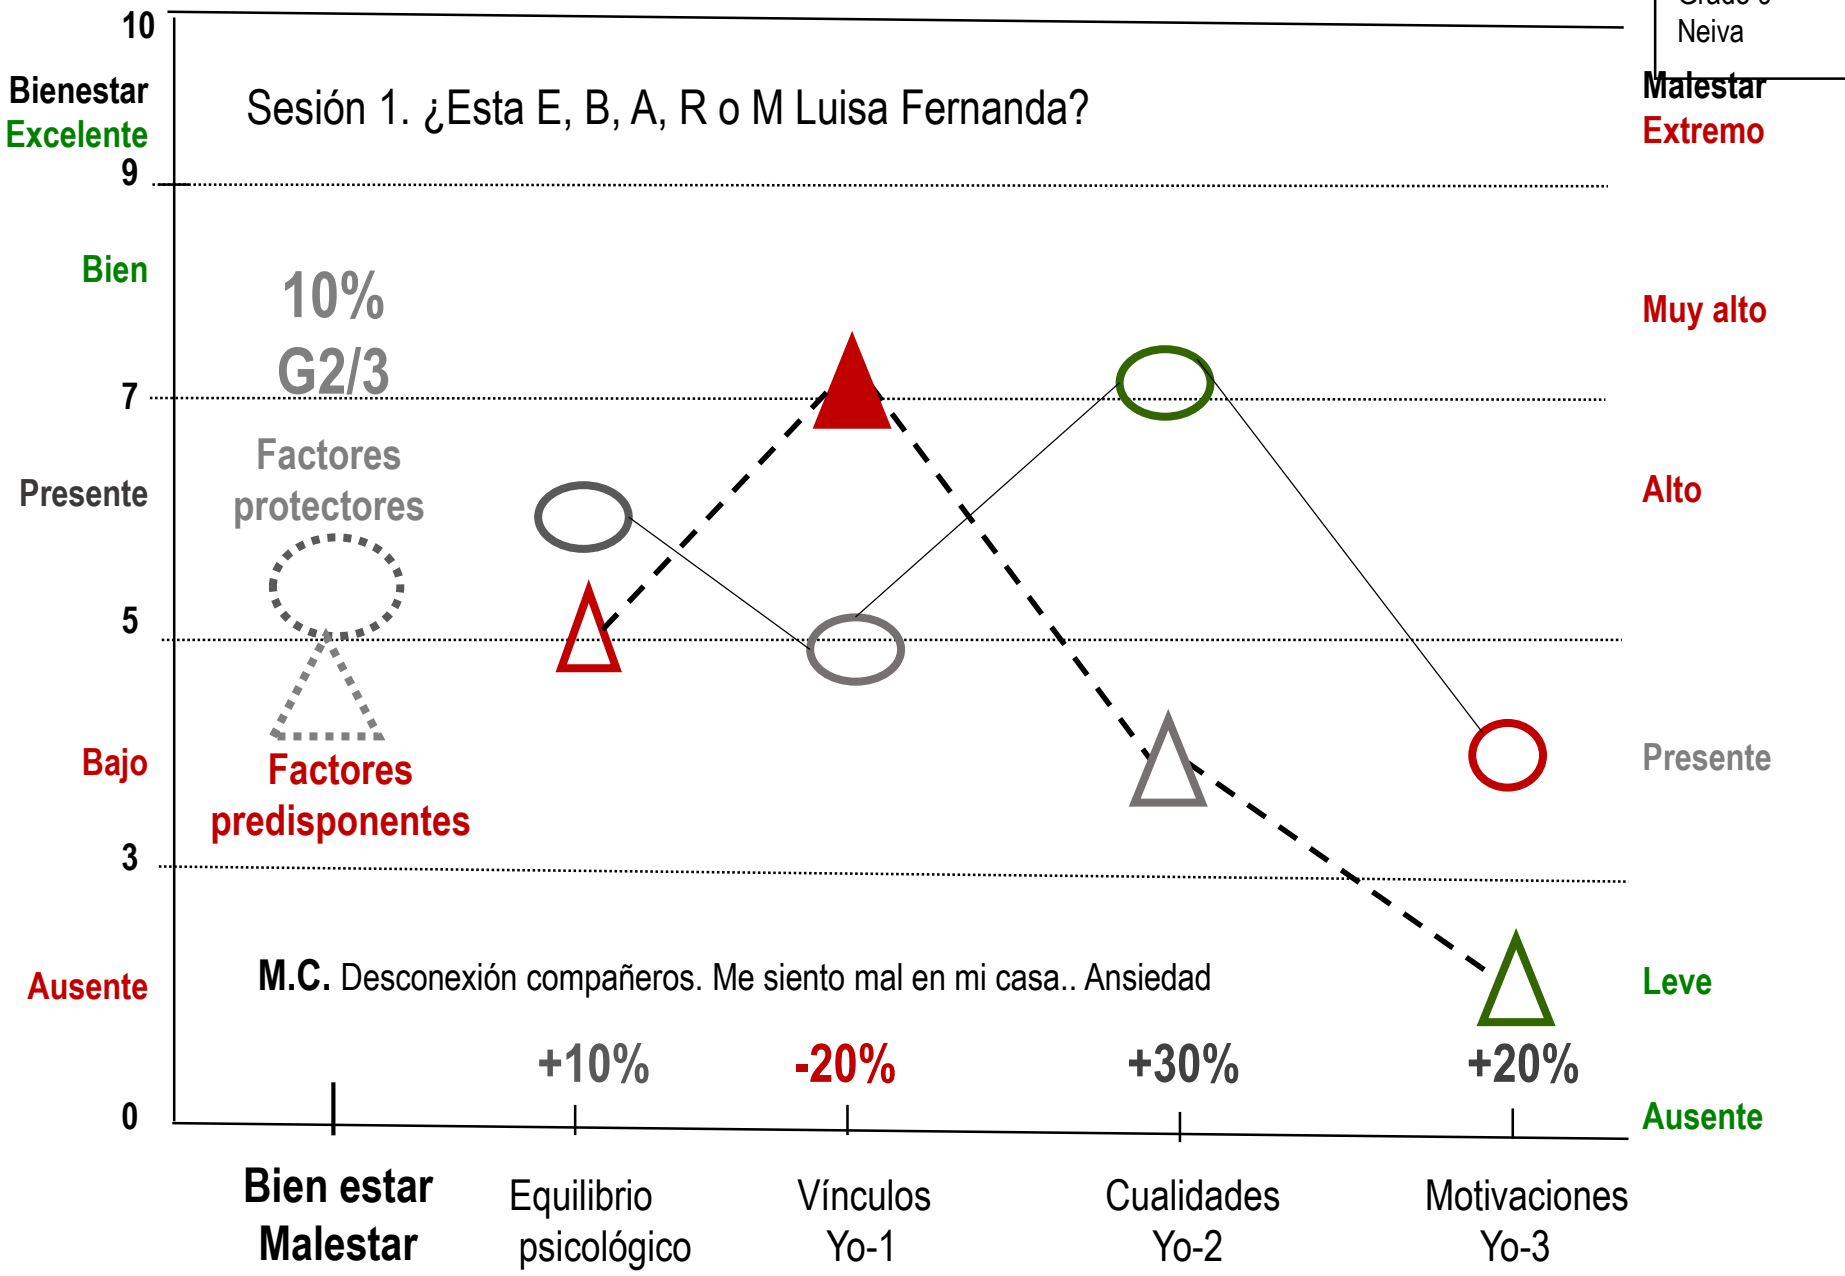 Neiva
10
Bienestar
Excelente
9
Malestar
Extremo
Sesión 1. ¿Esta E, B, A, R o M Luisa Fernanda?
Bien
10%
G2/3
Muy alto
7
Factores
protectores
Presente
Alto
5
Bajo
Factores
predisponentes
Presente
3
M.C. Desconexión compañeros. Me siento mal en mi casa.. Ansiedad
Ausente
Leve
+10% -20% +30% +20%
0
Ausente
Bien estar
Malestar
Equilibrio
psicológico
Vínculos
Yo-1
Cualidades
Yo-2
Motivaciones
Yo-3